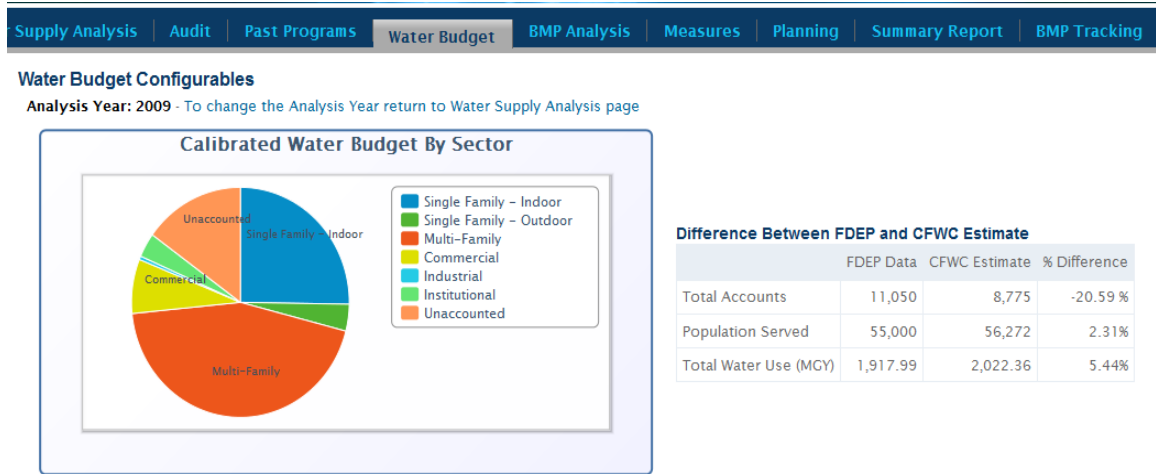 Supply Analysis Audit Past Programs Water Budget BMP Analysis Measures Planning Summary Report BMP Tracking
Water Budget Configurables
Analysis Year: 2009 - To change the Analysis Year return to Water Supply Analysis page
Calibrated Water Budget By Sector
Unaccounted
Single Family - Indoor
Commercial
Multi-Family
Single Family - Indoor
Single Family - Outdoor
Multi-Family
Commercial
Industrial
Institutional
Unaccounted
Difference Between FDEP and CFWC Estimate
FDEP Data CFWC Estimate % Difference
Total Accounts 11,050 8,775 -20.59 %
Population Served 55,000 56,272 2.31%
Total Water Use (MGY) 1,917.99 2,022.36 5.44%